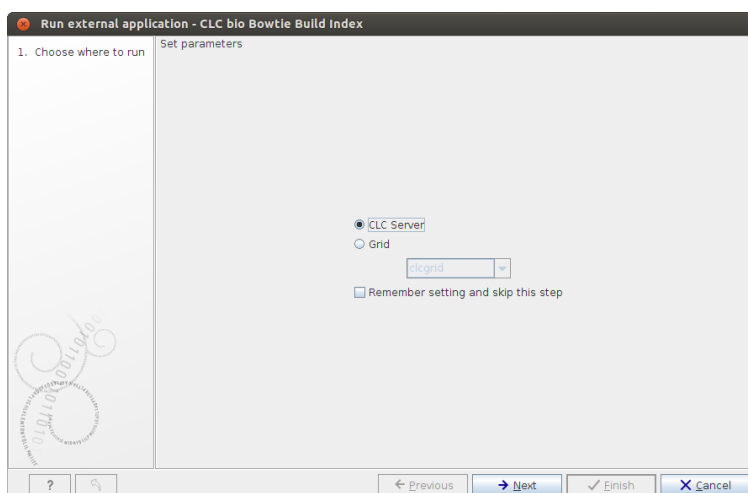 Run external application - CLC bio Bowtie Build Index
1. Choose where to run
Set parameters
CLC Server
Grid
clcgrid
Remember setting and skip this step
?
Previous
Next
Finish
Cancel